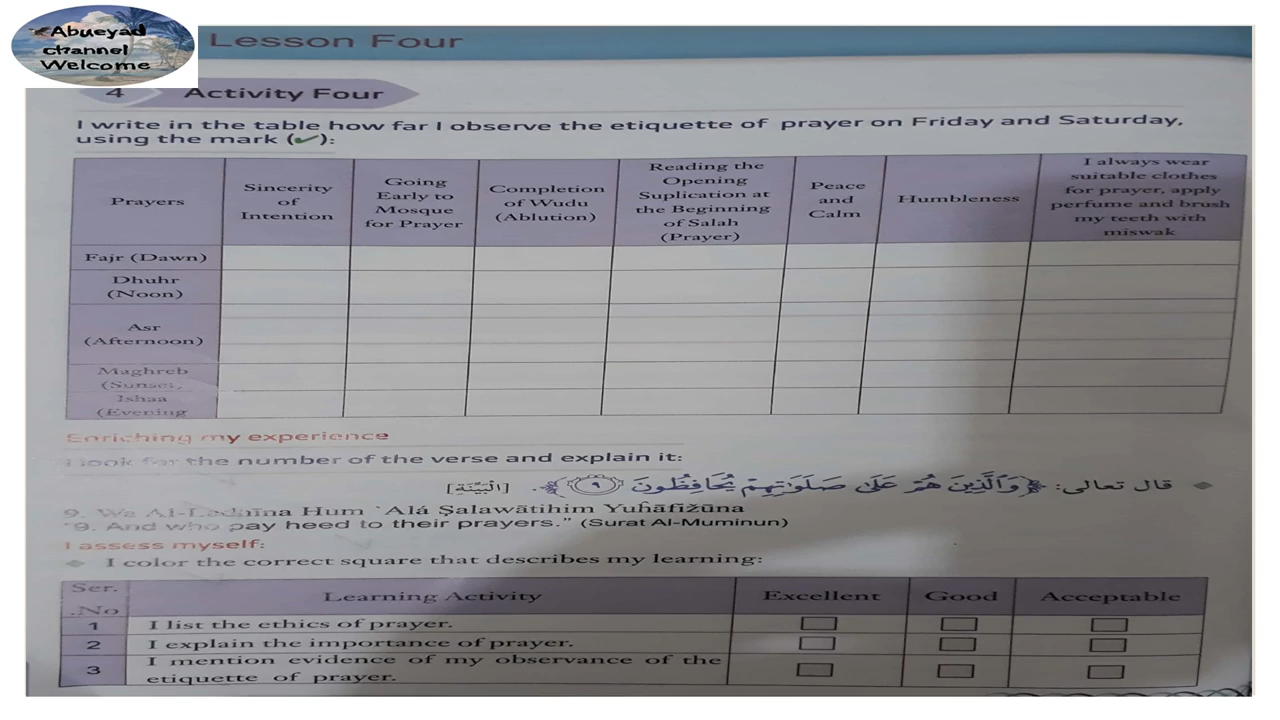 Abueyad
channel
Welcome
Lesson Four
4 Activity Four
I write in the table how far I observe the etiquette of prayer on Friday and Saturday,
using the mark (✔):
Prayers
Sincerity
of
Intention
Going
Early to
Mosque
for Prayer
Completion
of Wudu
(Ablution)
Reading the
Opening
Suplication at
the Beginning
of Salah
(Prayer)
Peace
and
Calm
Humbleness
I always wear
suitable clothes
for prayer, apply
perfume and brush
my teeth with
miswak
Fajr (Dawn)
Dhuhr
(Noon)
Asr
(Afternoon)
Maghreb
(Sunset,
Ishaa
(Evening
Enriching my experience
I look for the number of the verse and explain it:
قال تعالى: ﴿وَٱلَّذِينَ هُمۡ عَلَىٰ صَلَوَٰتِهِمۡ يُحَافِظُونَ ٩﴾. [البَيِّنَةِ]
9. Wa Al-Ladhīna Hum `Alá Şalawātihim Yuĥāfižūna
"9. And who pay heed to their prayers." (Surat Al-Muminun)
I assess myself:
I color the correct square that describes my learning:
Ser.
.No
Learning Activity
Excellent
Good
Acceptable
1 I list the ethics of prayer.
2 I explain the importance of prayer.
3 I mention evidence of my observance of the
etiquette of prayer.